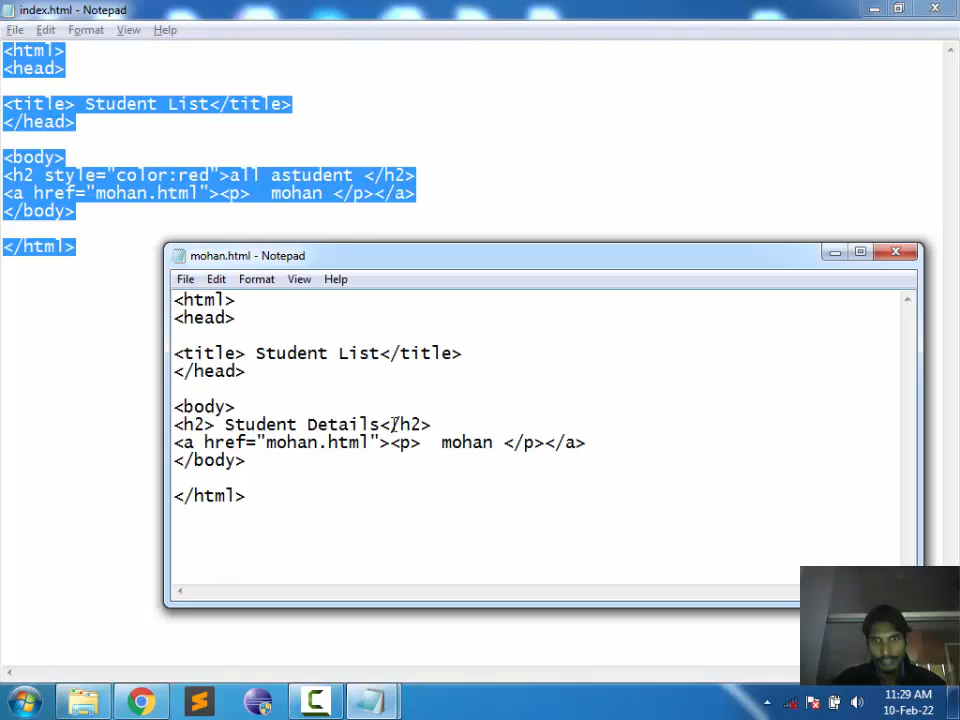 index.html - Notepad
File Edit Format View Help
<html>
<head>
<title> Student List</title>
</head>
<body>
<h2 style="color:red">all astudent </h2>
<a href="mohan.html"><p>  mohan </p></a>
</body>
</html>
mohan.html - Notepad
File Edit Format View Help
<html>
<head>
<title> Student List</title>
</head>
<body>
<h2> Student Details</h2>
<a href="mohan.html"><p>  mohan </p></a>
</body>
</html>
11:29 AM
10-Feb-22